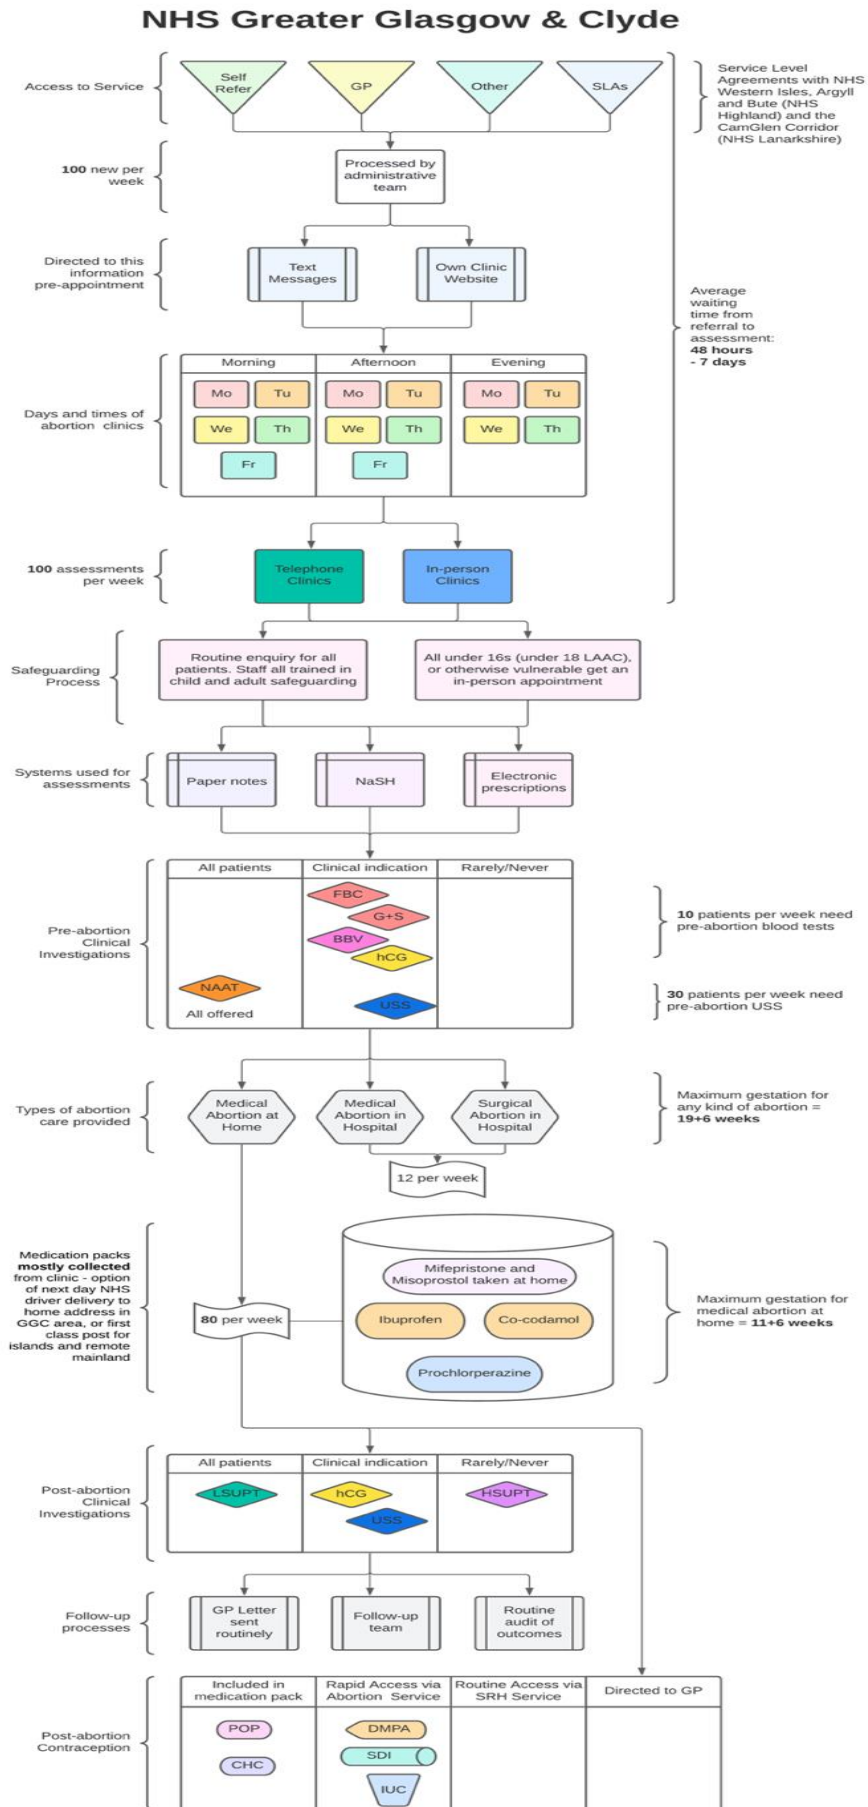 NHS Greater Glasgow & Clyde
Access to Service
Self
Refer
GP
Other
SLAs
Service Level
Agreements with NHS
Western Isles, Argyll
and Bute (NHS
Highland) and the
CamGlen Corridor
(NHS Lanarkshire)
100 new per
week
Processed by
administrative
team
Directed to this
information
pre-appointment
Text
Messages
Own Clinic
Website
Average
waiting
time from
referral to
assessment:
48 hours
- 7 days
Days and times of
abortion clinics
Morning
Afternoon
Evening
Mo
Tu
Mo
Tu
Mo
Tu
We
Th
We
Th
We
Th
Fr
Fr
100 assessments
per week
Telephone
Clinics
In-person
Clinics
Safeguarding
Process
Routine enquiry for all
patients. Staff all trained in
child and adult safeguarding
All under 16s (under 18 LAAC),
or otherwise vulnerable get an
in-person appointment
Systems used for
assessments
Paper notes
NaSH
Electronic
prescriptions
Pre-abortion
Clinical
Investigations
All patients
Clinical indication
Rarely/Never
FBC
G+S
BBV
hCG
NAAT
All offered
USS
10 patients per week need
pre-abortion blood tests
30 patients per week need
pre-abortion USS
Types of abortion
care provided
Medical
Abortion at
Home
Medical
Abortion in
Hospital
Surgical
Abortion in
Hospital
Maximum gestation for
any kind of abortion =
19+6 weeks
12 per week
Medication packs
mostly collected
from clinic - option
of next day NHS
driver delivery to
home address in
GGC area, or first
class post for
islands and remote
mainland
80 per week
Mifepristone and
Misoprostol taken at home
Ibuprofen
Co-codamol
Prochlorperazine
Maximum gestation for
medical abortion at
home = 11+6 weeks
Post-abortion
Clinical
Investigations
All patients
Clinical indication
Rarely/Never
LSUPT
hCG
USS
HSUPT
Follow-up
processes
GP Letter
sent
routinely
Follow-up
team
Routine
audit of
outcomes
Post-abortion
Contraception
Included in
medication pack
Rapid Access via
Abortion Service
Routine Access via
SRH Service
Directed to GP
POP
CHC
DMPA
SDI
IUC